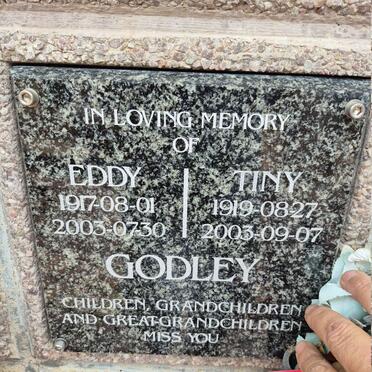 IN LOVING MEMORY
OF
EDDY TINY
1917-08-01 1919-08-27
2003-07-30 2003-09-07
GODLEY
CHILDREN, GRANDCHILDREN
AND GREAT-GRANDCHILDREN
MISS YOU